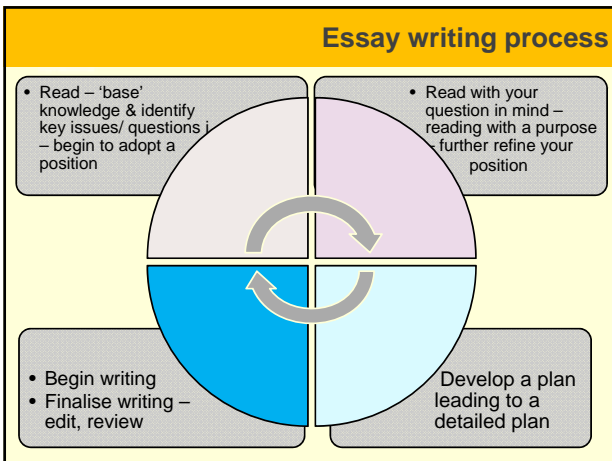 Essay writing process
• Read – ‘base’
knowledge & identify
key issues/ questions i
– begin to adopt a
position
• Read with your
question in mind –
reading with a purpose
– further refine your
position
• Begin writing
• Finalise writing –
edit, review
Develop a plan
leading to a
detailed plan